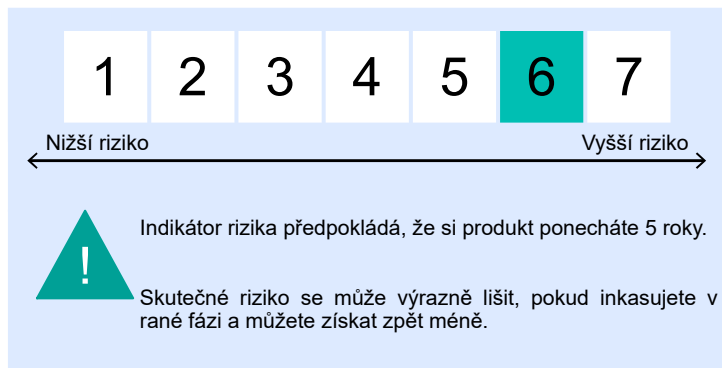 1 2 3 4 5 6 7
Nižší riziko Vyšší riziko
Indikátor rizika předpokládá, že si produkt ponecháte 5 roky.
!
Skutečné riziko se může výrazně lišit, pokud inkasujete v
rané fázi a můžete získat zpět méně.